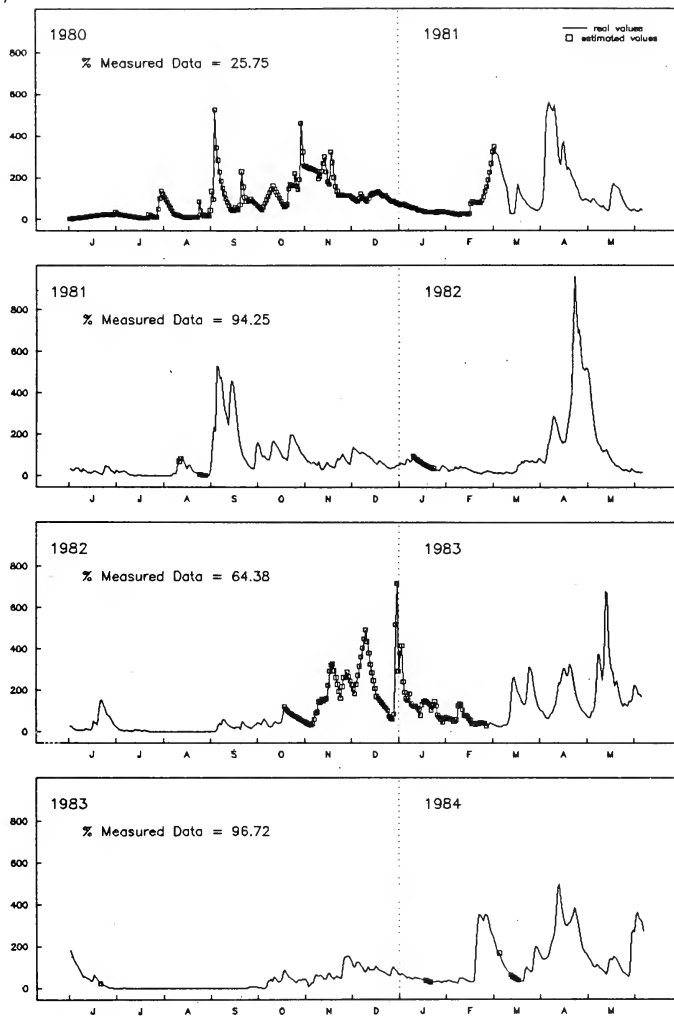 1980
1981
real values
estimated values
% Measured Data = 25.75
800
600
400
200
0
J J A S O N D J F M A M
1981
1982
% Measured Data = 94.25
800
600
400
200
0
J J A S O N D J F M A M
1982
1983
% Measured Data = 64.38
800
600
400
200
0
J J A S O N D J F M A M
1983
1984
% Measured Data = 96.72
800
600
400
200
0
J J A S O N D J F M A M